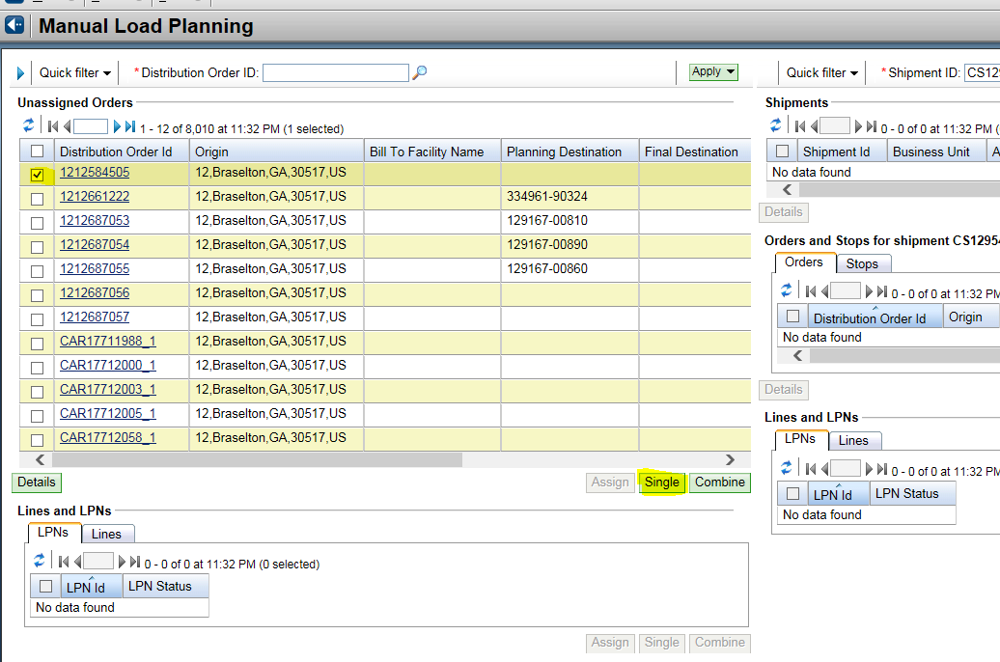 Manual Load Planning
Quick filter *Distribution Order ID: Apply
Unassigned Orders
1 - 12 of 8,010 at 11:32 PM (1 selected)
Distribution Order Id Origin Bill To Facility Name Planning Destination Final Destination
1212584505 12,Braselton,GA,30517,US
1212661222 12,Braselton,GA,30517,US 334961-90324
1212687053 12,Braselton,GA,30517,US 129167-00810
1212687054 12,Braselton,GA,30517,US 129167-00890
1212687055 12,Braselton,GA,30517,US 129167-00860
1212687056 12,Braselton,GA,30517,US
1212687057 12,Braselton,GA,30517,US
CAR17711988_1 12,Braselton,GA,30517,US
CAR17712000_1 12,Braselton,GA,30517,US
CAR17712003_1 12,Braselton,GA,30517,US
CAR17712005_1 12,Braselton,GA,30517,US
CAR17712058_1 12,Braselton,GA,30517,US
Details Assign Single Combine
Lines and LPNs
LPNs Lines
0 - 0 of 0 at 11:32 PM (0 selected)
LPN Id LPN Status
No data found
Assign Single Combine
Quick filter *Shipment ID: CS129
Shipments
0 - 0 of 0 at 11:32 PM (
Shipment Id Business Unit A
No data found
Details
Orders and Stops for shipment CS1295
Orders Stops
0 - 0 of 0 at 11:32 PM
Distribution Order Id Origin
No data found
Details
Lines and LPNs
LPNs Lines
0 - 0 of 0 at 11:32 PM
LPN Id LPN Status
No data found